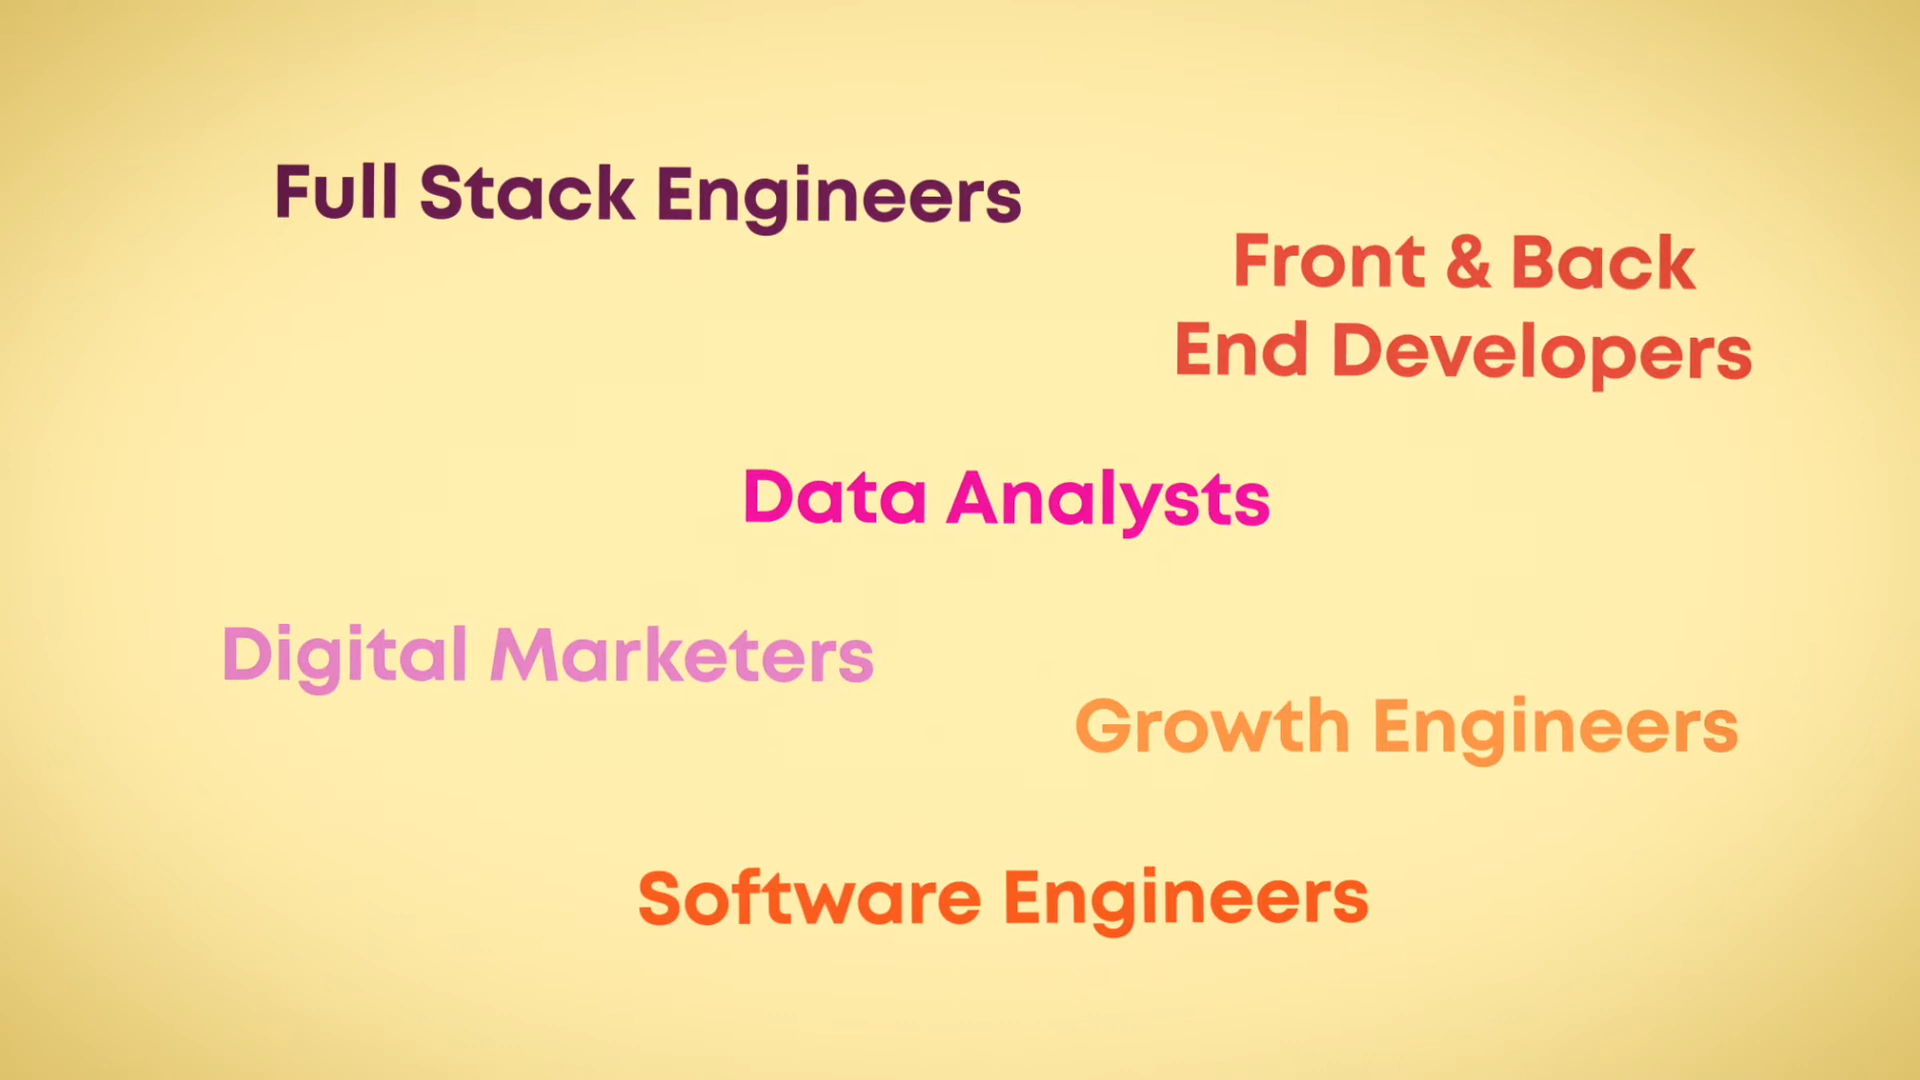 Full Stack Engineers
Front & Back
End Developers
Data Analysts
Digital Marketers
Growth Engineers
Software Engineers